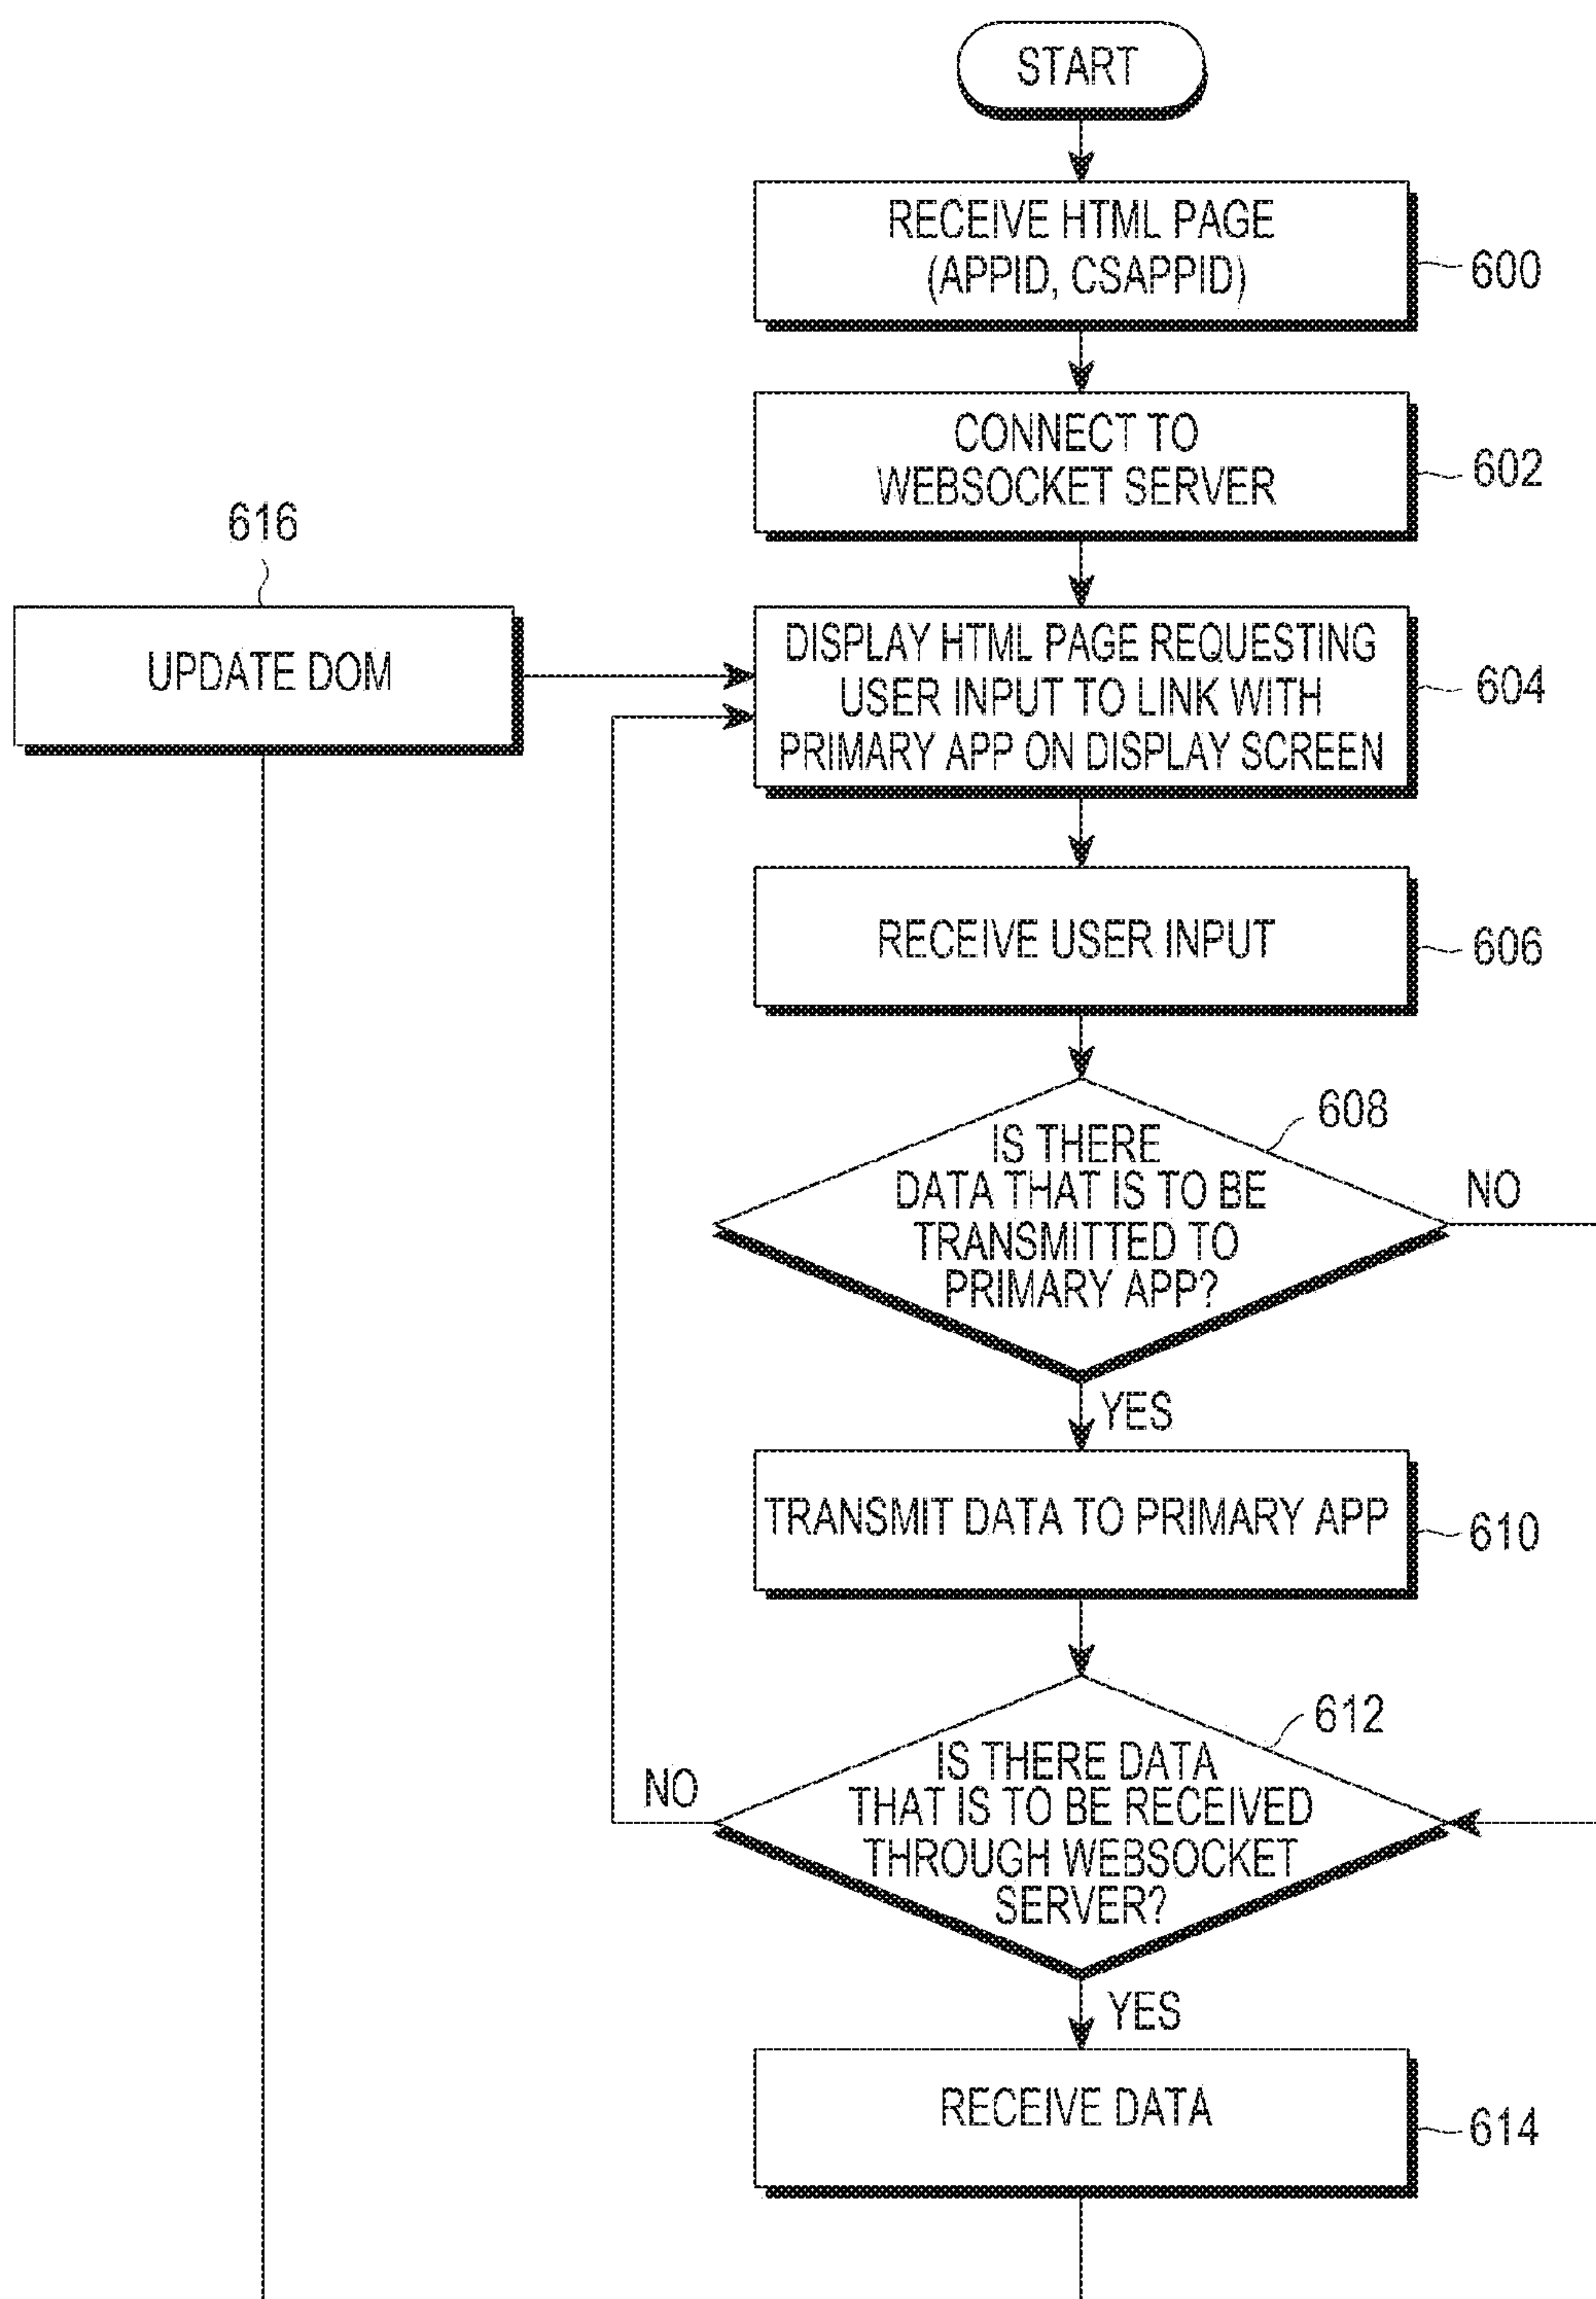 START
RECEIVE HTML PAGE
(APPID, CSAPPID)
600
CONNECT TO
WEBSOCKET SERVER
602
616
UPDATE DOM
DISPLAY HTML PAGE REQUESTING
USER INPUT TO LINK WITH
PRIMARY APP ON DISPLAY SCREEN
604
RECEIVE USER INPUT
606
608
IS THERE
DATA THAT IS TO BE
TRANSMITTED TO
PRIMARY APP?
NO
YES
TRANSMIT DATA TO PRIMARY APP
610
612
IS THERE DATA
THAT IS TO BE RECEIVED
THROUGH WEBSOCKET
SERVER?
NO
YES
RECEIVE DATA
614